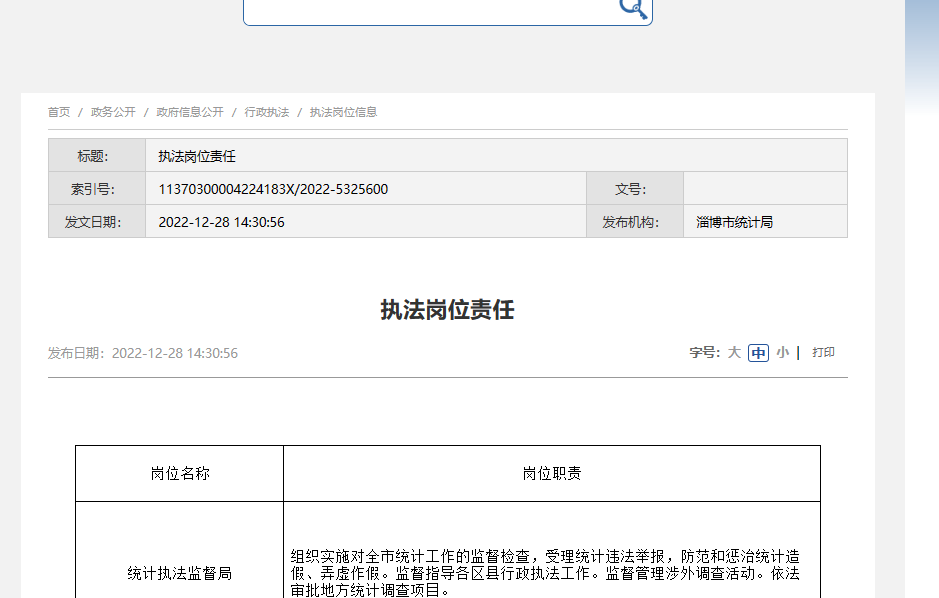 首页 / 政务公开 / 政府信息公开 / 行政执法 / 执法岗位信息
标题： 执法岗位责任
索引号： 11370300004224183X/2022-5325600 文号：
发文日期： 2022-12-28 14:30:56 发布机构： 淄博市统计局
执法岗位责任
发布日期：2022-12-28 14:30:56 字号：大 中 小 | 打印
岗位名称 岗位职责
统计执法监督局
组织实施对全市统计工作的监督检查，受理统计违法举报，防范和惩治统计造
假、弄虚作假。监督指导各区县行政执法工作。监督管理涉外调查活动。依法
审批地方统计调查项目。